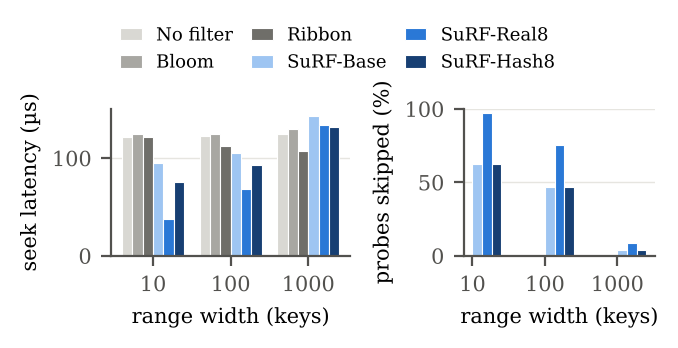 No filter
Ribbon
SuRF-Real8
Bloom
SuRF-Base
SuRF-Hash8
seek latency (μs)
100
0
10
100
1000
range width (keys)
probes skipped (%)
100
50
0
10
100
1000
range width (keys)